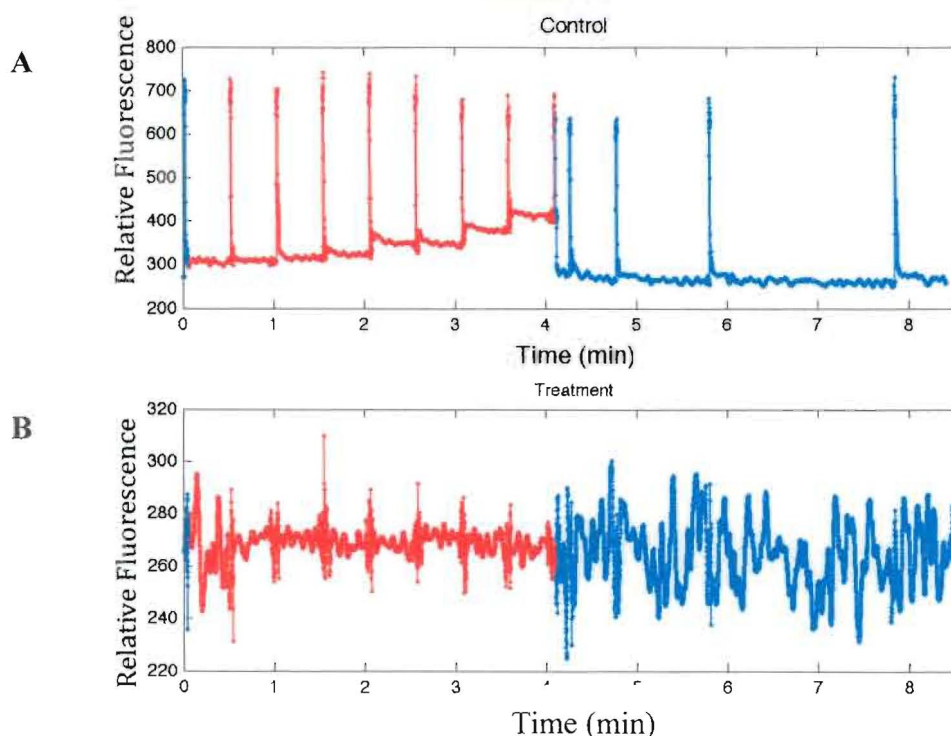 Control
A
Relative Fluorescence
800
700
600
500
400
300
200
0 1 2 3 4 5 6 7 8
Time (min)
Treatment
B
Relative Fluorescence
320
300
280
260
240
220
0 1 2 3 4 5 6 7 8
Time (min)